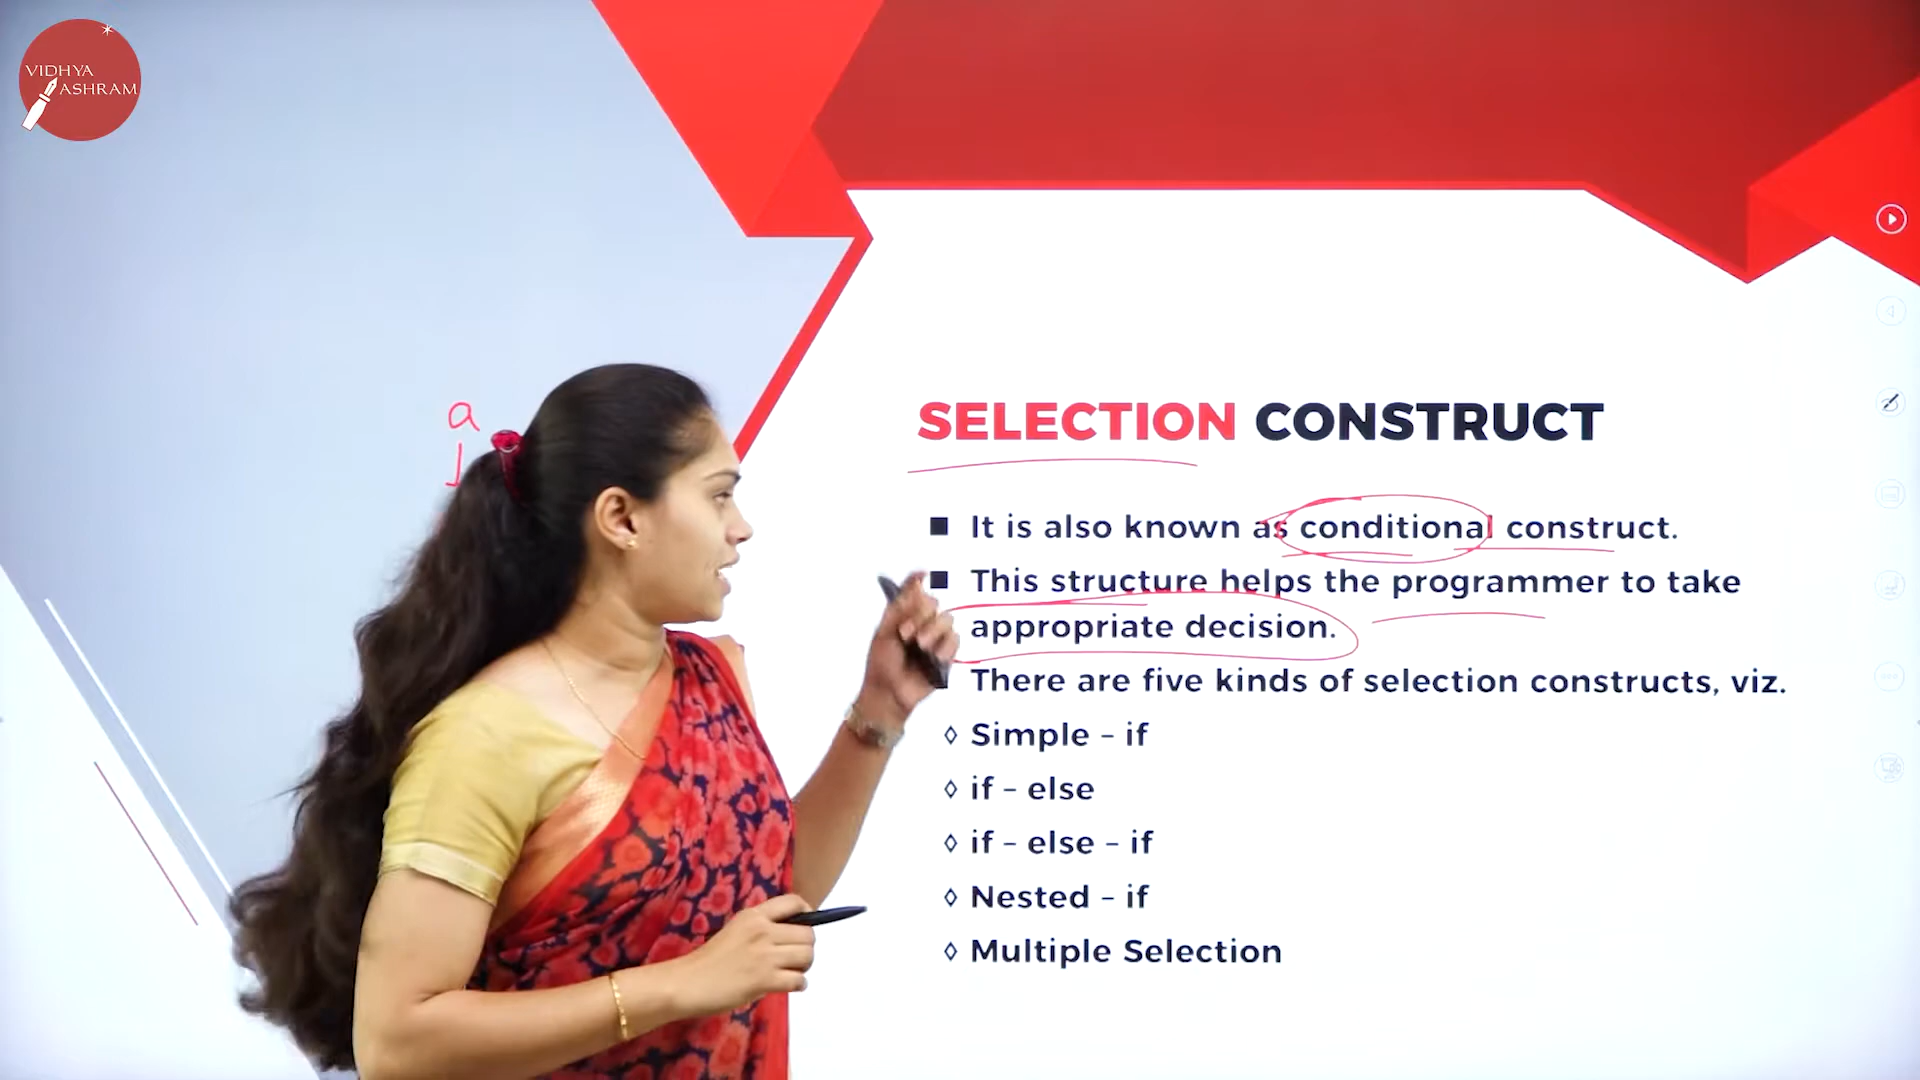 VIDHYA
ASHRAM
a
SELECTION CONSTRUCT
It is also known as conditional construct.
This structure helps the programmer to take
appropriate decision.
There are five kinds of selection constructs, viz.
Simple – if
if – else
if – else – if
Nested – if
Multiple Selection